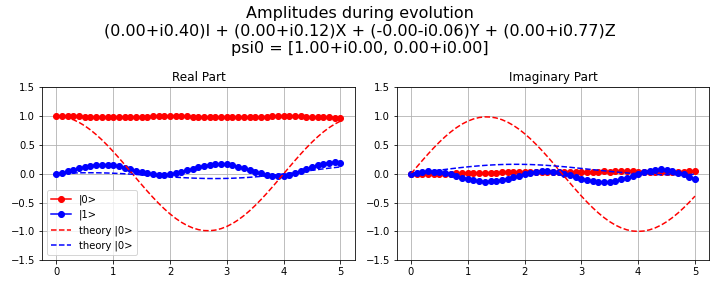 Amplitudes during evolution
(0.00+i0.40)I + (0.00+i0.12)X + (-0.00-i0.06)Y + (0.00+i0.77)Z
psi0 = [1.00+i0.00, 0.00+i0.00]
Real Part
1.5
1.0
0.5
0.0
−0.5
−1.0
−1.5
|0>
|1>
theory |0>
theory |0>
0 1 2 3 4 5
Imaginary Part
1.5
1.0
0.5
0.0
−0.5
−1.0
−1.5
0 1 2 3 4 5